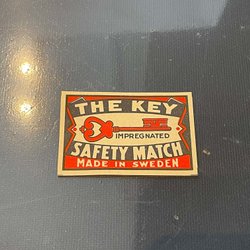 THE KEY
IMPREGNATED
SAFETY MATCH
MADE IN SWEDEN